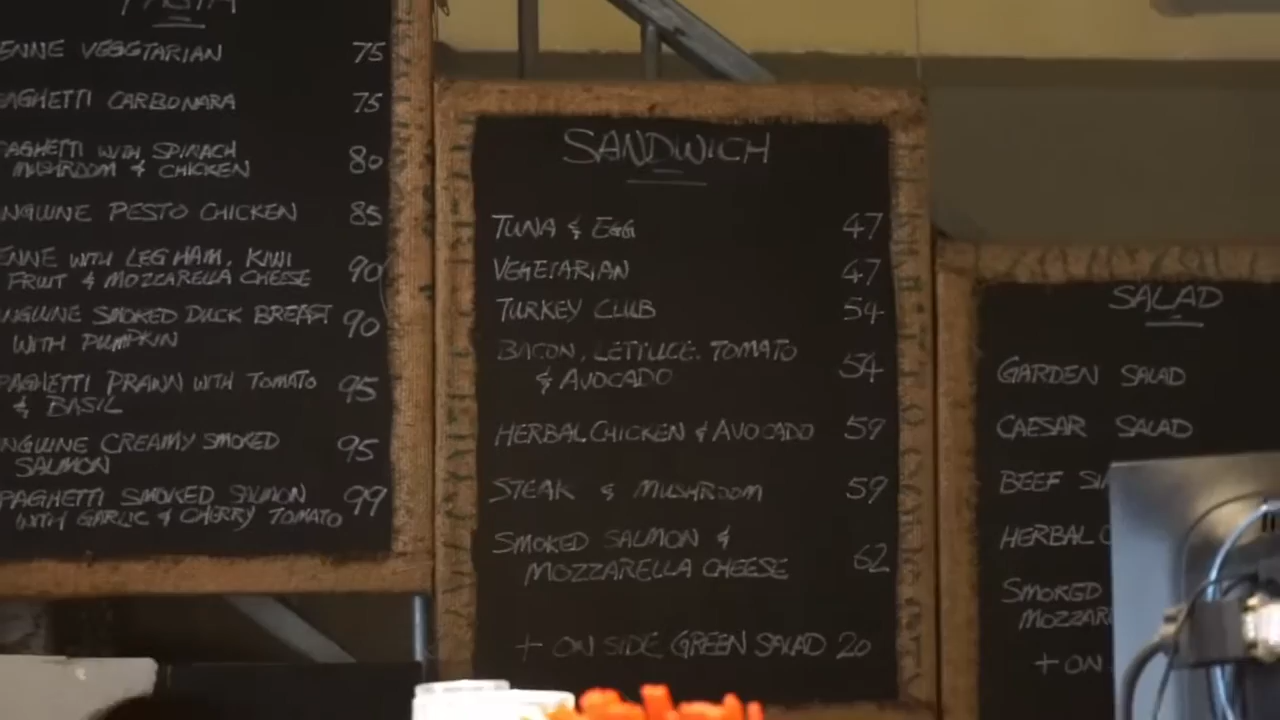 PASTA
ENNE VEGETARIAN 75
AGHETTI CARBONARA 75
PAGHETTI WITH SPINACH
MUSHROOM & CHICKEN 80
NGUINE PESTO CHICKEN 85
ENNE WITH LEG HAM, KIWI
FRUIT & MOZZARELLA CHEESE 90
NGUINE SMOKED DUCK BREAST
WITH PUMPKIN 90
PAGHETTI PRAWN WITH TOMATO
& BASIL 95
NGUINE CREAMY SMOKED
SALMON 95
PAGHETTI SMOKED SALMON
WITH GARLIC & CHERRY TOMATO 99
SANDWICH
TUNA & EGG 47
VEGETARIAN 47
TURKEY CLUB 54
BACON, LETTUCE, TOMATO
& AVOCADO 54
HERBAL CHICKEN & AVOCADO 59
STEAK & MUSHROOM 59
SMOKED SALMON &
MOZZARELLA CHEESE 62
+ ON SIDE GREEN SALAD 20
SALAD
GARDEN SALAD
CAESAR SALAD
BEEF
HERBAL
SMOKED
MOZZAR
+ ON